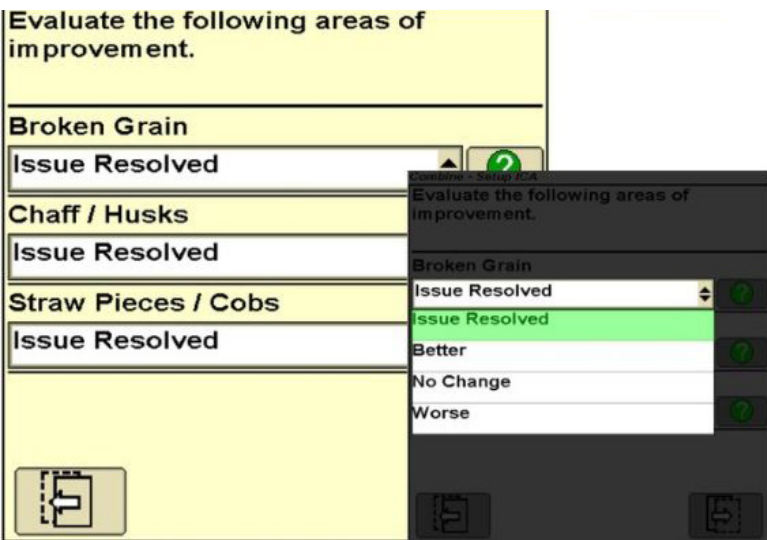 Evaluate the following areas of
improvement.
Broken Grain
Issue Resolved
Chaff / Husks
Issue Resolved
Straw Pieces / Cobs
Issue Resolved
Combine - Setup ICA
Evaluate the following areas of
improvement.
Broken Grain
Issue Resolved
Issue Resolved
Better
No Change
Worse